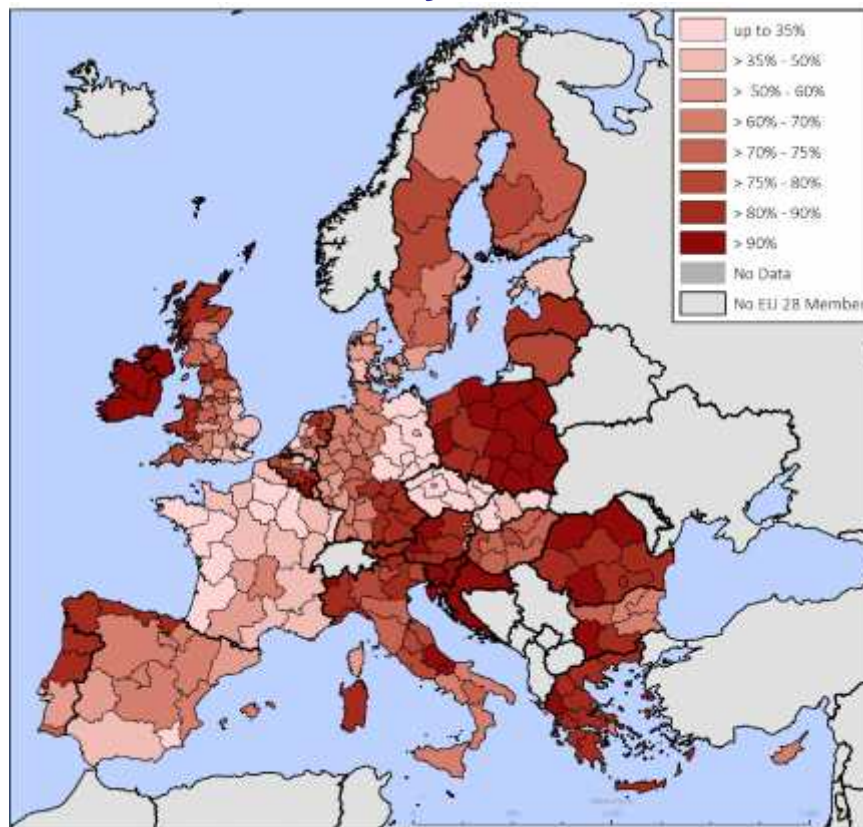 up to 35%
> 35% - 50%
> 50% - 60%
> 60% - 70%
> 70% - 75%
> 75% - 80%
> 80% - 90%
> 90%
No Data
No EU 28 Member